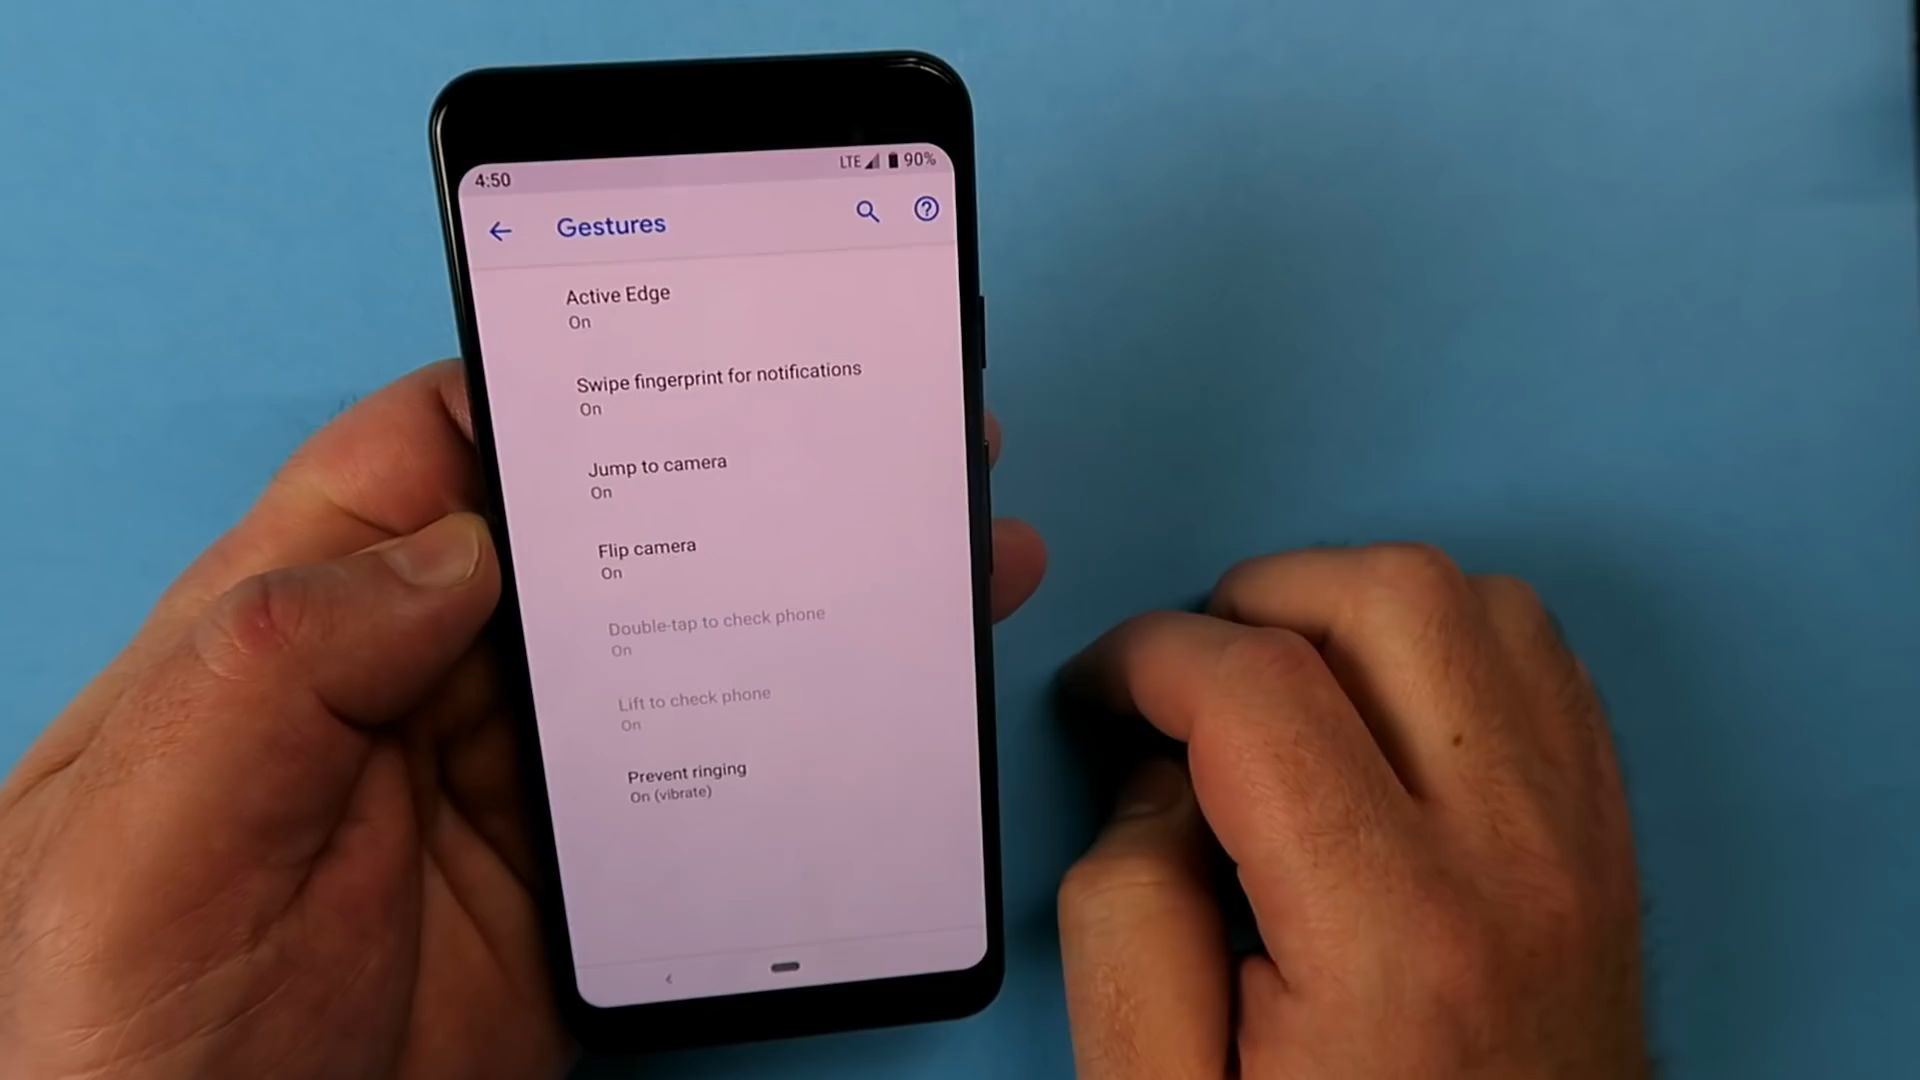 4:50
LTE 90%
Gestures
Active Edge
On
Swipe fingerprint for notifications
On
Jump to camera
On
Flip camera
On
Double-tap to check phone
On
Lift to check phone
On
Prevent ringing
On (vibrate)